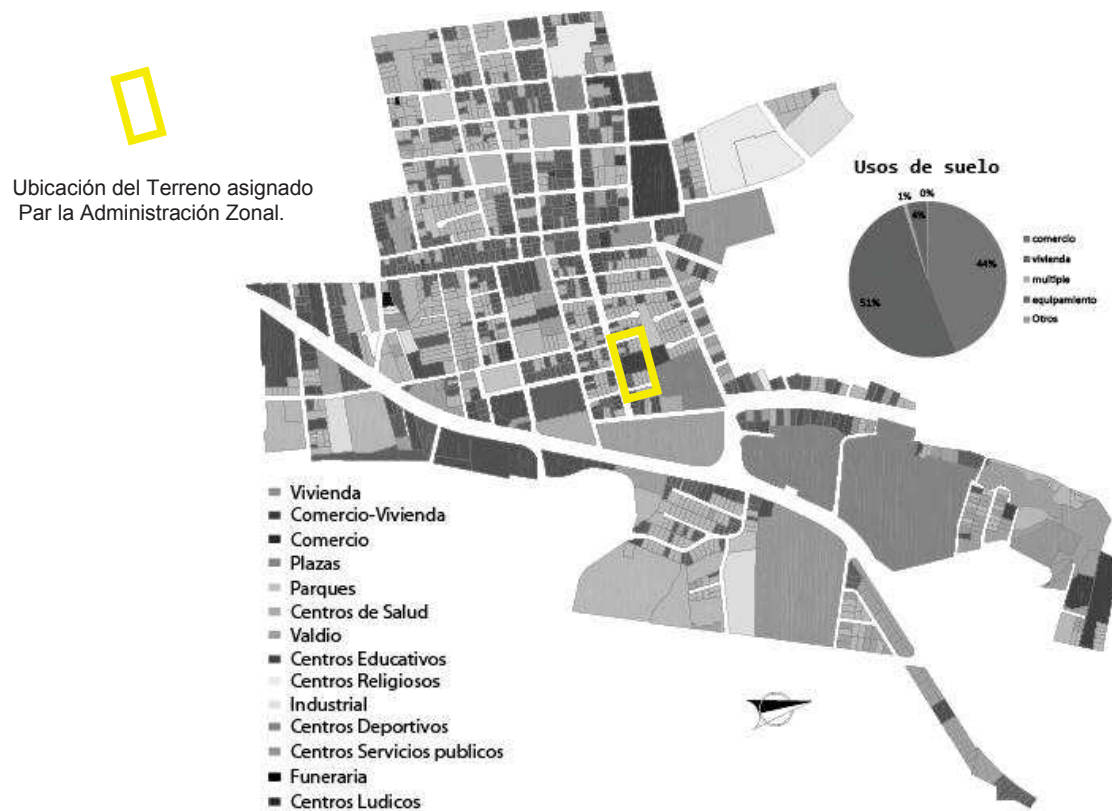 Ubicación del Terreno asignado
Par la Administración Zonal.
Usos de suelo
1%
0%
4%
44%
51%
comercio
vivienda
multiple
equipamiento
Otros
Vivienda
Comercio-Vivienda
Comercio
Plazas
Parques
Centros de Salud
Valdio
Centros Educativos
Centros Religiosos
Industrial
Centros Deportivos
Centros Servicios publicos
Funeraria
Centros Ludicos